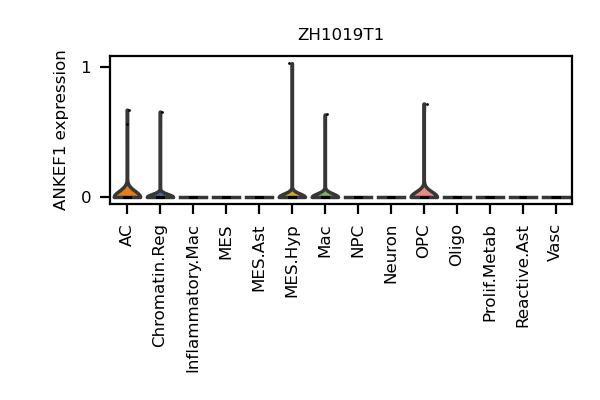 ZH1019T1
ANKEF1 expression
1
0
AC
Chromatin.Reg
Inflammatory.Mac
MES
MES.Ast
MES.Hyp
Mac
NPC
Neuron
OPC
Oligo
Prolif.Metab
Reactive.Ast
Vasc